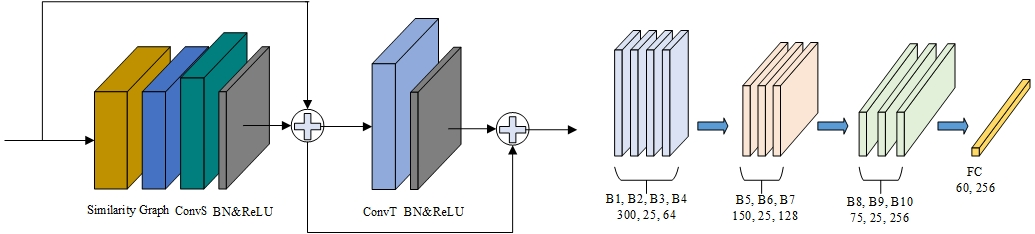 Similarity Graph ConvS BN&ReLU
ConvT BN&ReLU
B1, B2, B3, B4
300, 25, 64
B5, B6, B7
150, 25, 128
B8, B9, B10
75, 25, 256
FC
60, 256